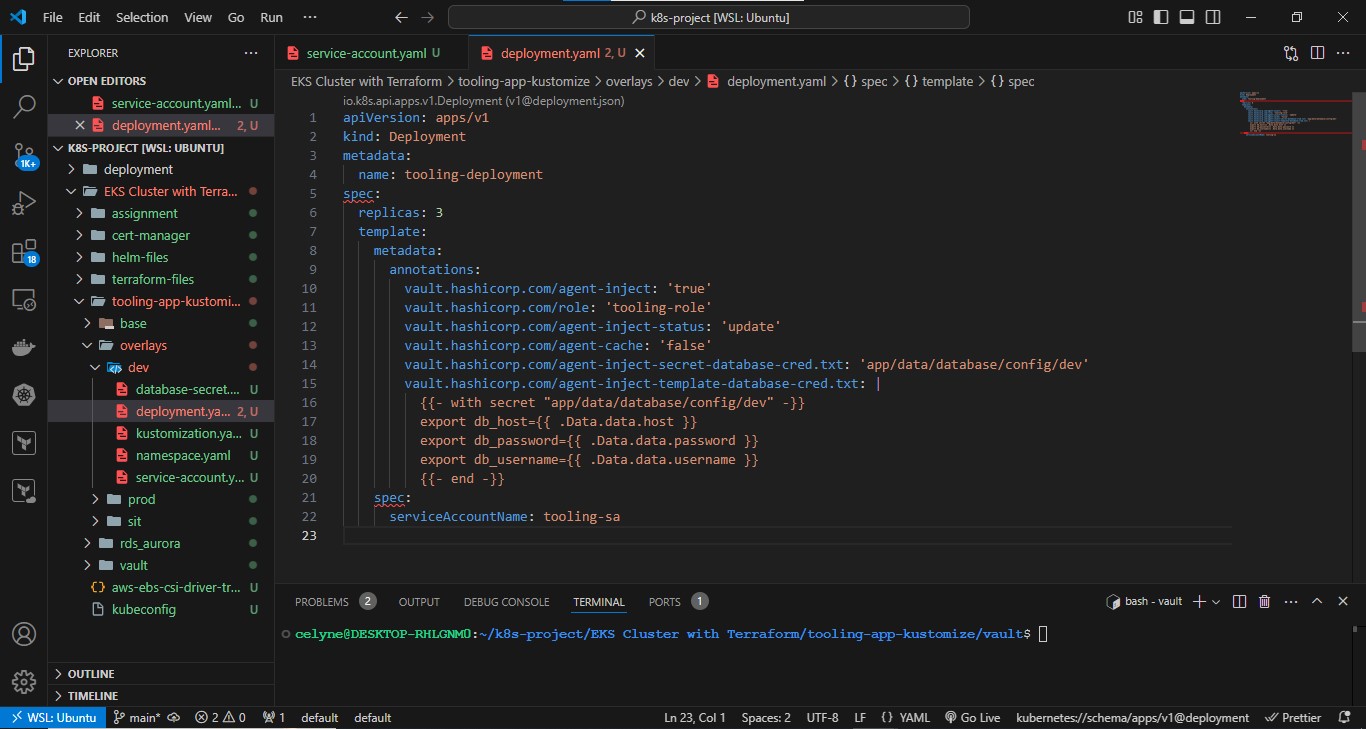 File Edit Selection View Go Run ···
k8s-project [WSL: Ubuntu]
EXPLORER ···
OPEN EDITORS
service-account.yaml... U
deployment.yaml... 2, U
K8S-PROJECT [WSL: UBUNTU]
deployment
EKS Cluster with Terra...
assignment
cert-manager
helm-files
terraform-files
tooling-app-kustomi...
base
overlays
dev
database-secret.... U
deployment.ya... 2, U
kustomization.ya... U
namespace.yaml U
service-account.y... U
prod
sit
rds_aurora
vault
aws-ebs-csi-driver-tr... U
kubeconfig U
OUTLINE
TIMELINE
1K+
18
service-account.yaml U
deployment.yaml 2, U
EKS Cluster with Terraform > tooling-app-kustomize > overlays > dev > deployment.yaml > {} spec > {} template > {} spec
io.k8s.api.apps.v1.Deployment (v1@deployment.json)
1 apiVersion: apps/v1
2 kind: Deployment
3 metadata:
4 name: tooling-deployment
5 spec:
6 replicas: 3
7 template:
8 metadata:
9 annotations:
10 vault.hashicorp.com/agent-inject: 'true'
11 vault.hashicorp.com/role: 'tooling-role'
12 vault.hashicorp.com/agent-inject-status: 'update'
13 vault.hashicorp.com/agent-cache: 'false'
14 vault.hashicorp.com/agent-inject-secret-database-cred.txt: 'app/data/database/config/dev'
15 vault.hashicorp.com/agent-inject-template-database-cred.txt: |
16 {{- with secret "app/data/database/config/dev" -}}
17 export db_host={{ .Data.data.host }}
18 export db_password={{ .Data.data.password }}
19 export db_username={{ .Data.data.username }}
20 {{- end -}}
21 spec:
22 serviceAccountName: tooling-sa
23
PROBLEMS 2 OUTPUT DEBUG CONSOLE TERMINAL PORTS 1 bash - vault
celyne@DESKTOP-RHLGNM0:~/k8s-project/EKS Cluster with Terraform/tooling-app-kustomize/vault$
WSL: Ubuntu main* 2 0 1 default default Ln 23, Col 1 Spaces: 2 UTF-8 LF {} YAML Go Live kubernetes://schema/apps/v1@deployment Prettier